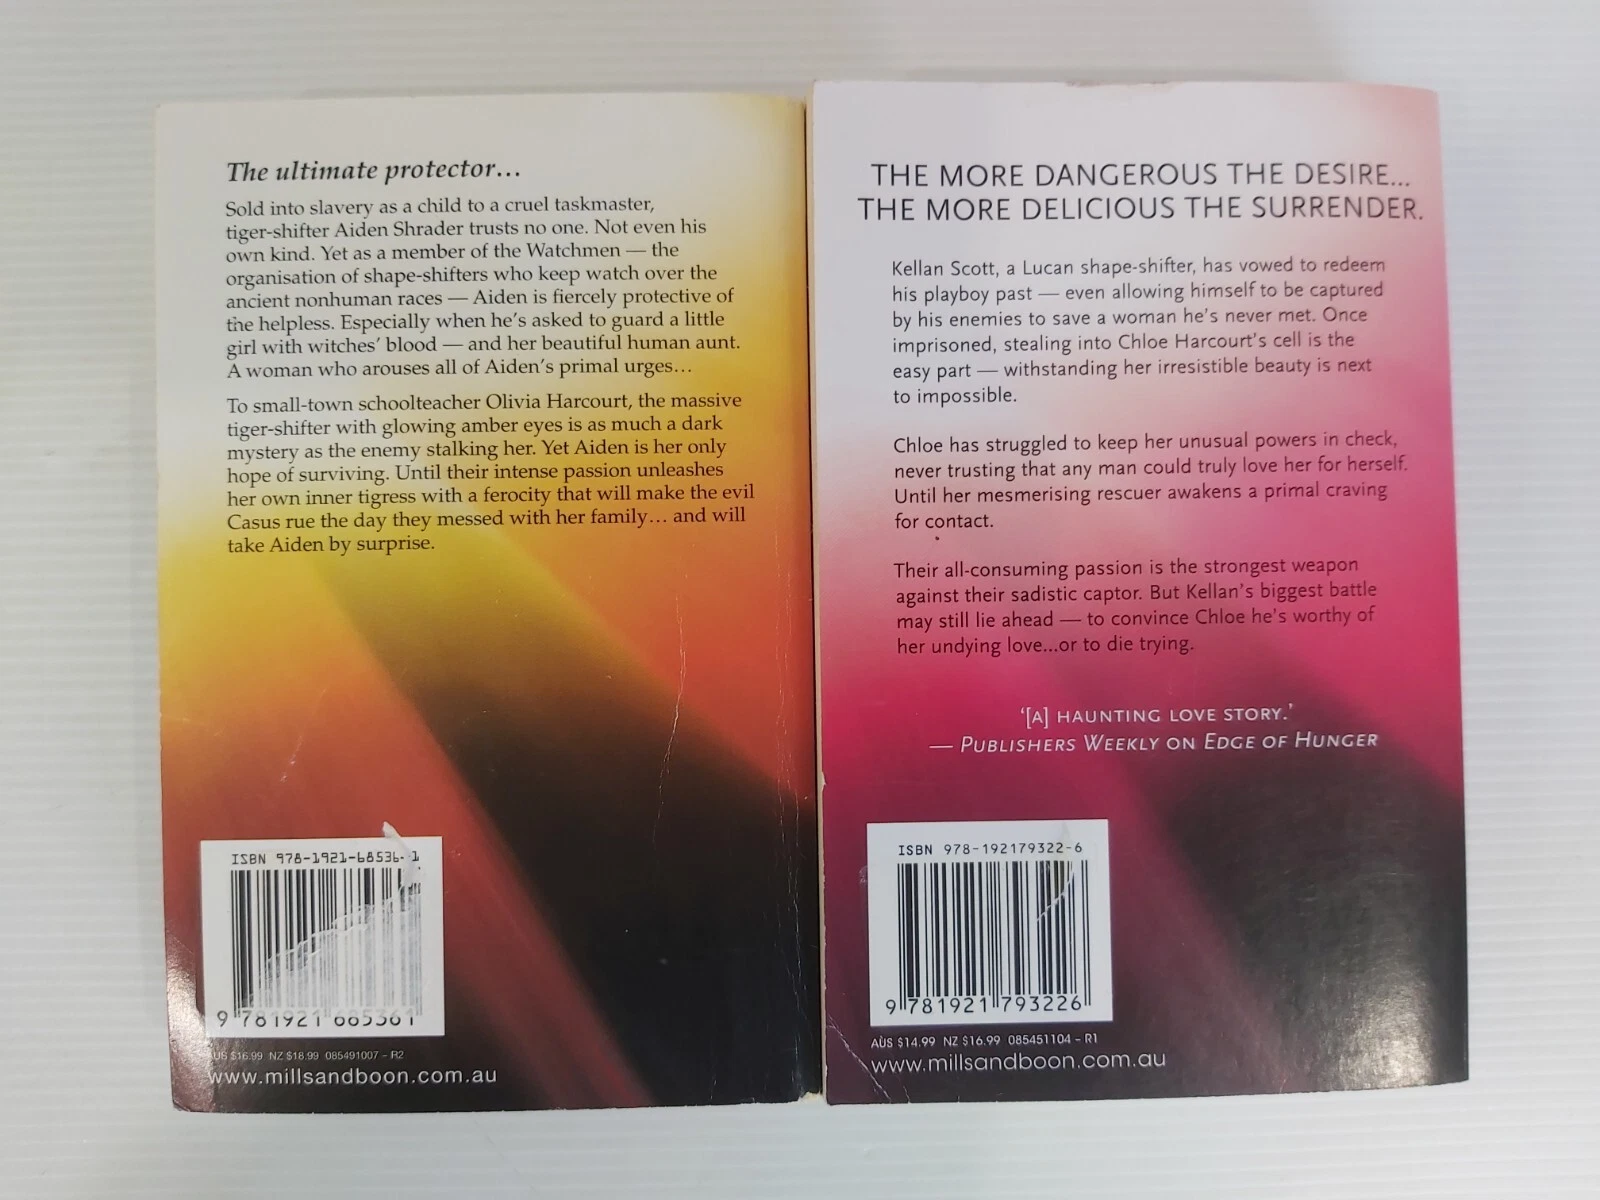 The ultimate protector...
Sold into slavery as a child to a cruel taskmaster,
tiger-shifter Aiden Shrader trusts no one. Not even his
own kind. Yet as a member of the Watchmen — the
organisation of shape-shifters who keep watch over the
ancient nonhuman races — Aiden is fiercely protective of
the helpless. Especially when he's asked to guard a little
girl with witches' blood — and her beautiful human aunt.
A woman who arouses all of Aiden's primal urges...
To small-town schoolteacher Olivia Harcourt, the massive
tiger-shifter with glowing amber eyes is as much a dark
mystery as the enemy stalking her. Yet Aiden is her only
hope of surviving. Until their intense passion unleashes
her own inner tigress with a ferocity that will make the evil
Casus rue the day they messed with her family... and will
take Aiden by surprise.
ISBN 978-1921-68536-1
9 781921 685361
AUS $16.99 NZ $18.99 085491007 – R2
www.millsandboon.com.au
THE MORE DANGEROUS THE DESIRE...
THE MORE DELICIOUS THE SURRENDER.
Kellan Scott, a Lucan shape-shifter, has vowed to redeem
his playboy past — even allowing himself to be captured
by his enemies to save a woman he's never met. Once
imprisoned, stealing into Chloe Harcourt's cell is the
easy part — withstanding her irresistible beauty is next
to impossible.
Chloe has struggled to keep her unusual powers in check,
never trusting that any man could truly love her for herself.
Until her mesmerising rescuer awakens a primal craving
for contact.
Their all-consuming passion is the strongest weapon
against their sadistic captor. But Kellan's biggest battle
may still lie ahead — to convince Chloe he's worthy of
her undying love...or to die trying.
'[A] HAUNTING LOVE STORY.'
— PUBLISHERS WEEKLY ON EDGE OF HUNGER
ISBN 978-192179322-6
9 781921 793226
AUS $14.99 NZ $16.99 085451104 – R1
www.millsandboon.com.au